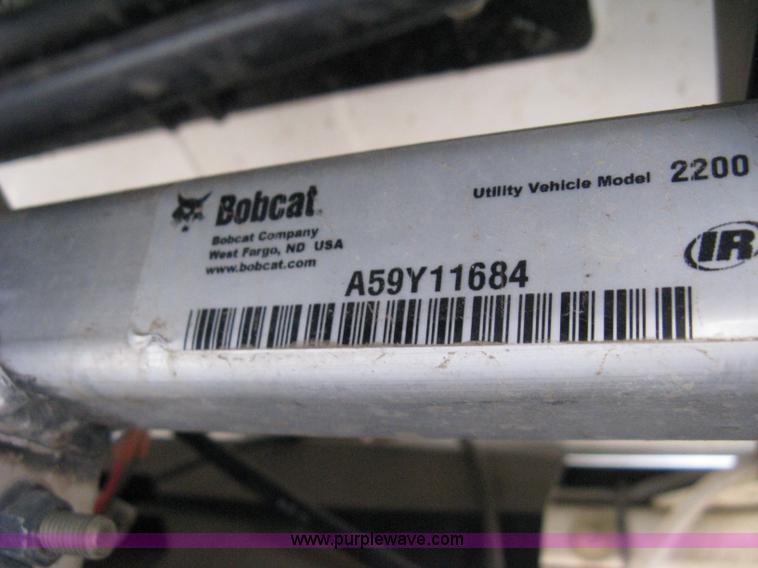 Bobcat
Utility Vehicle Model 2200
Bobcat Company
West Fargo, ND USA
www.bobcat.com
IR
A59Y11684
www.purplewave.com